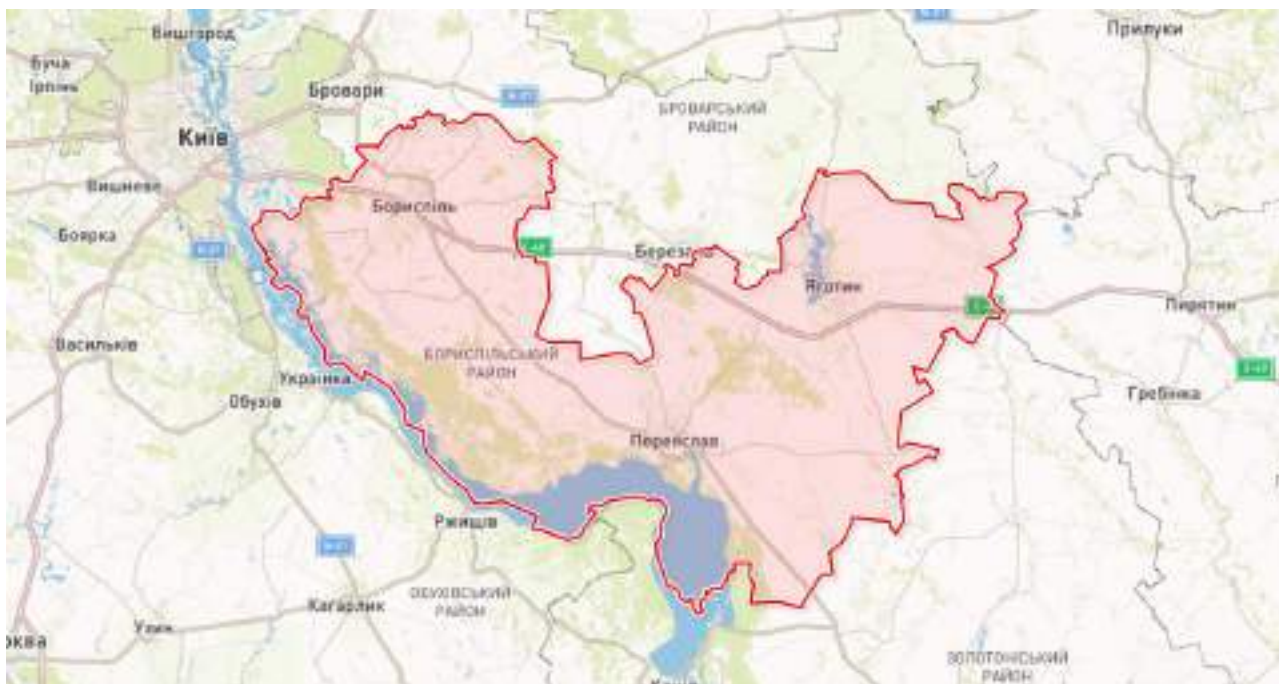 Вишгород
Прилуки
Буча
Ірпінь
Бровари
БРОВАРСЬКИЙ
РАЙОН
Київ
Вишневе
Бориспіль
Боярка
Яготин
Пирятин
Васильків
БОРИСПІЛЬСЬКИЙ
РАЙОН
Українка
Обухів
Гребінка
Переяслав
Ржищів
ОБУХІВСЬКИЙ
РАЙОН
Кагарлик
Узин
ЗОЛОТОНІСЬКИЙ
РАЙОН